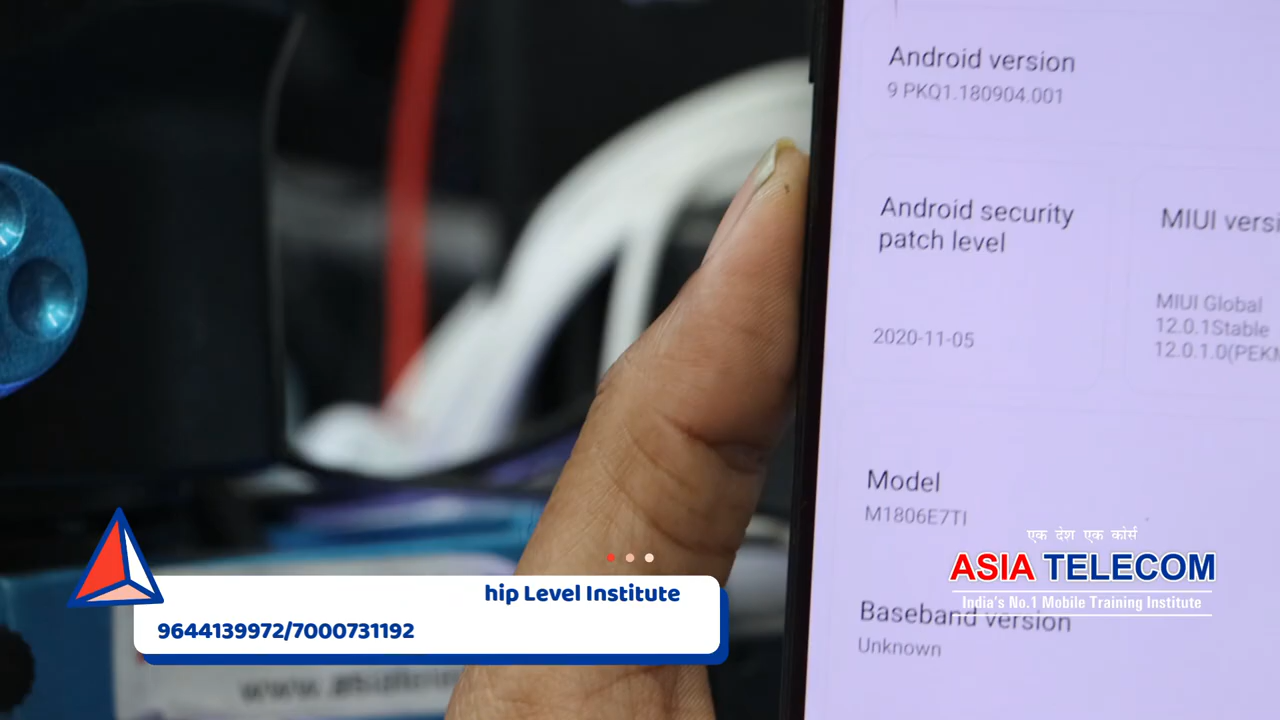 Android version
9 PKQ1.180904.001
Android security
patch level
2020-11-05
MIUI
MIUI Global
12.0.1Stable
Model
M1806E7TI
Baseband version
Unknown
एक देश एक कोर्स
ASIA TELECOM
India's No.1 Mobile Training Institute
hip Level Institute
9644139972/7000731192